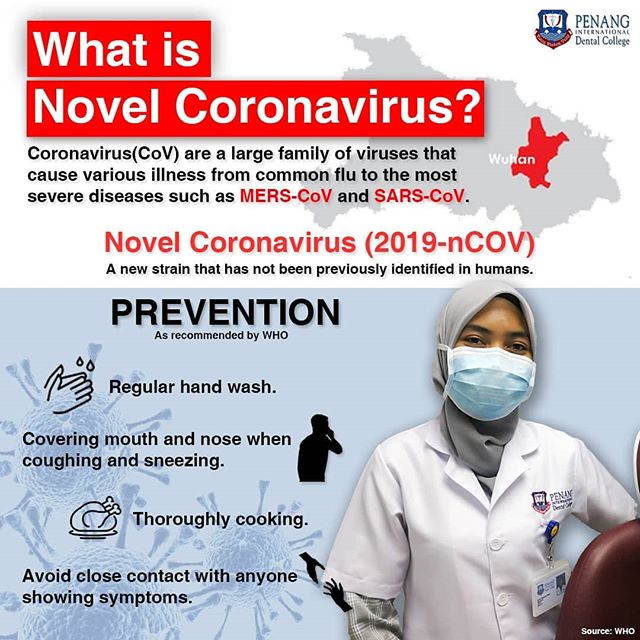 PENANG
INTERNATIONAL
Dental College
What is
Novel Coronavirus?
Coronavirus(CoV) are a large family of viruses that
cause various illness from common flu to the most
severe diseases such as MERS-CoV and SARS-CoV.
Wuhan
Novel Coronavirus (2019-nCOV)
A new strain that has not been previously identified in humans.
PREVENTION
As recommended by WHO
Regular hand wash.
Covering mouth and nose when
coughing and sneezing.
Thoroughly cooking.
Avoid close contact with anyone
showing symptoms.
PENANG
Dental
Source: WHO